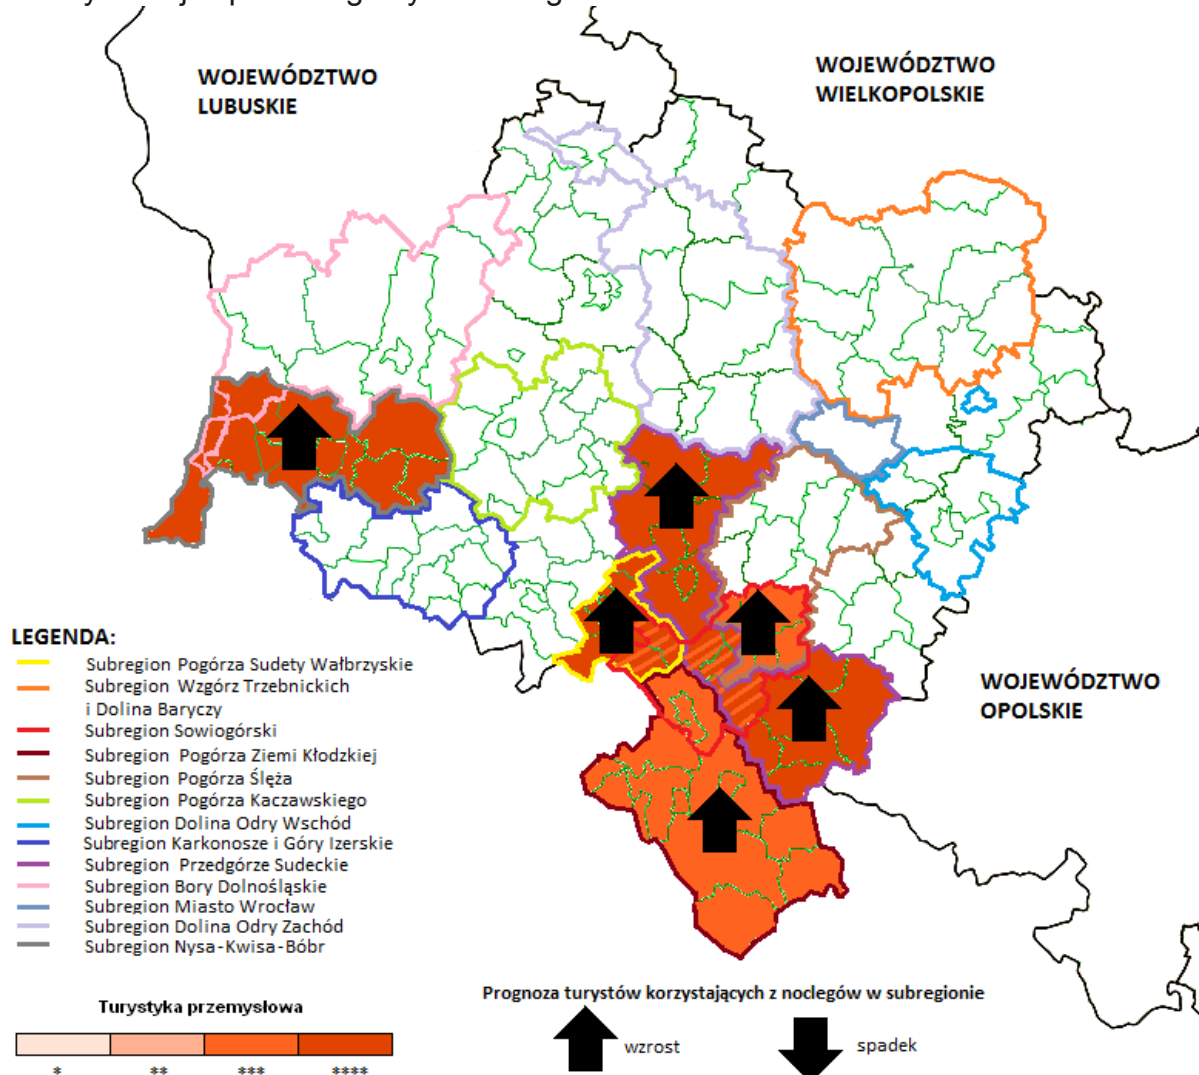 WOJEWÓDZTWO
LUBUSKIE
WOJEWÓDZTWO
WIELKOPOLSKIE
WOJEWÓDZTWO
OPOLSKIE
LEGENDA:
Subregion Pogórza Sudety Wałbrzyskie
Subregion Wzgórz Trzebnickich
i Dolina Baryczy
Subregion Sowiogórski
Subregion Pogórza Ziemi Kłodzkiej
Subregion Pogórza Ślęża
Subregion Pogórza Kaczawskiego
Subregion Dolina Odry Wschód
Subregion Karkonosze i Góry Izerskie
Subregion Przedgórze Sudeckie
Subregion Bory Dolnośląskie
Subregion Miasto Wrocław
Subregion Dolina Odry Zachód
Subregion Nysa-Kwisa-Bóbr
Turystyka przemysłowa
* ** *** ****
Prognoza turystów korzystających z noclegów w subregionie
wzrost spadek